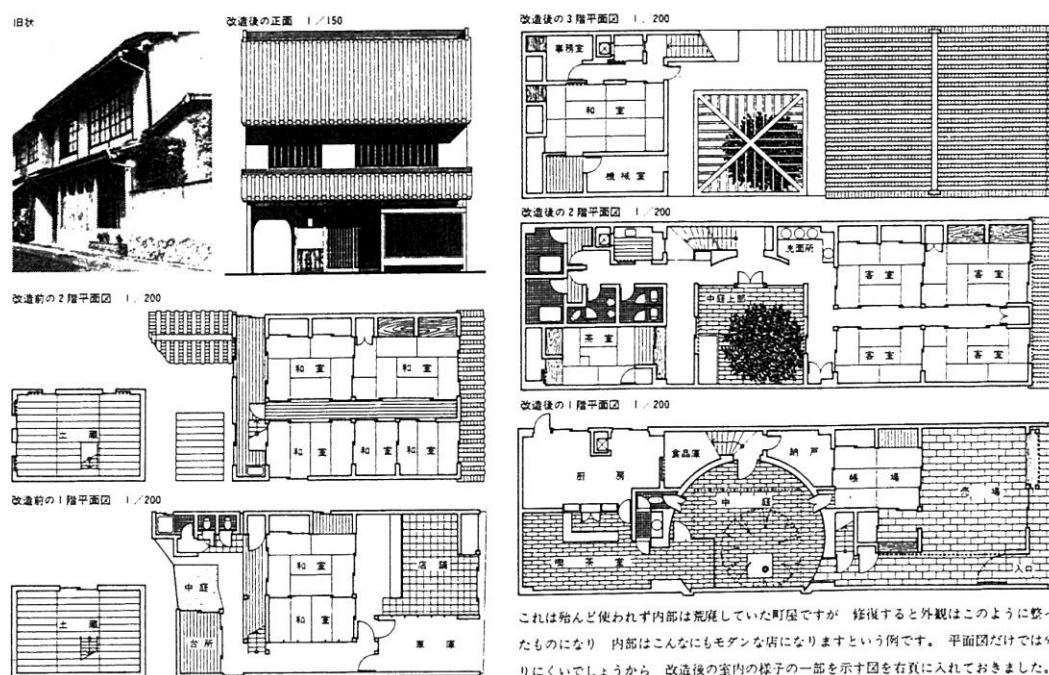 旧状
改造後の正面 1/150
改造前の2階平面図 1/200
土蔵
和室
和室
和室
和室
和室
改造前の1階平面図 1/200
土蔵
中庭
台所
和室
和室
店舗
車庫
改造後の3階平面図 1/200
事務室
和室
機械室
改造後の2階平面図 1/200
洗面所
客室
客室
中庭上部
茶室
客室
客室
改造後の1階平面図 1/200
厨房
食品庫
納戸
帳場
売場
中庭
喫茶室
入口
これは殆んど使われず内部は荒廃していた町屋ですが 修復すると外観はこのように整っ
たものになり 内部はこんなにもモダンな店になりますという例です。 平面図だけでは
りにくいでしょうから 改造後の室内の様子の一部を示す図を右頁に入れておきました。